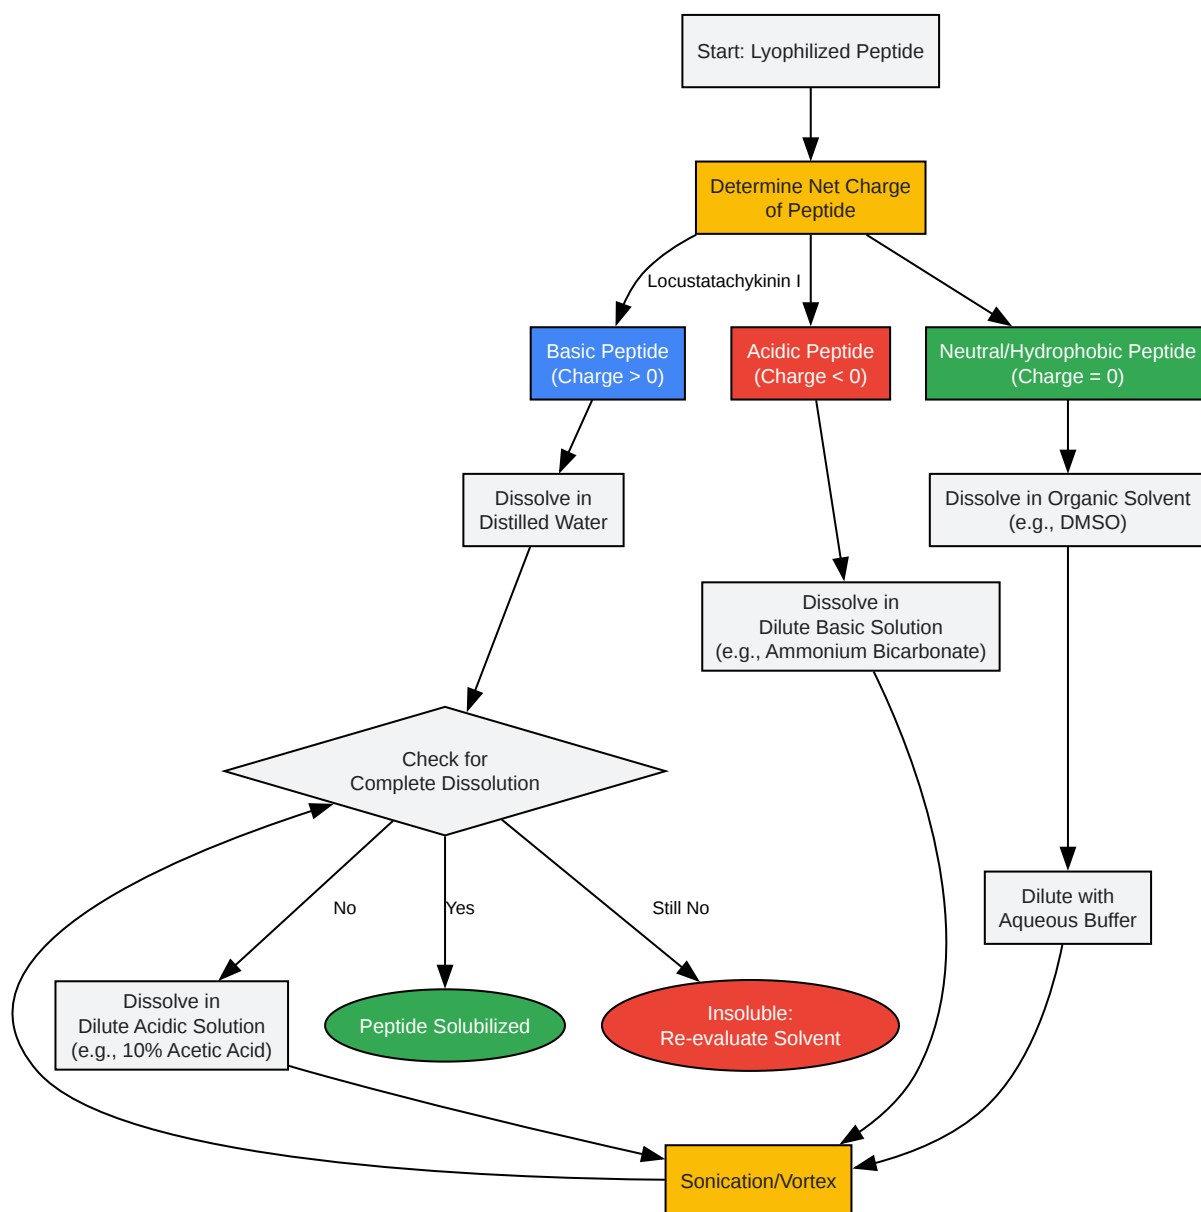 Start: Lyophilized Peptide
Determine Net Charge
of Peptide
Locustatachykinin I
Basic Peptide
(Charge > 0)
Acidic Peptide
(Charge < 0)
Neutral/Hydrophobic Peptide
(Charge = 0)
Dissolve in
Distilled Water
Dissolve in Organic Solvent
(e.g., DMSO)
Dissolve in
Dilute Basic Solution
(e.g., Ammonium Bicarbonate)
Check for
Complete Dissolution
No
Yes
Still No
Dilute with
Aqueous Buffer
Dissolve in
Dilute Acidic Solution
(e.g., 10% Acetic Acid)
Peptide Solubilized
Insoluble:
Re-evaluate Solvent
Sonication/Vortex